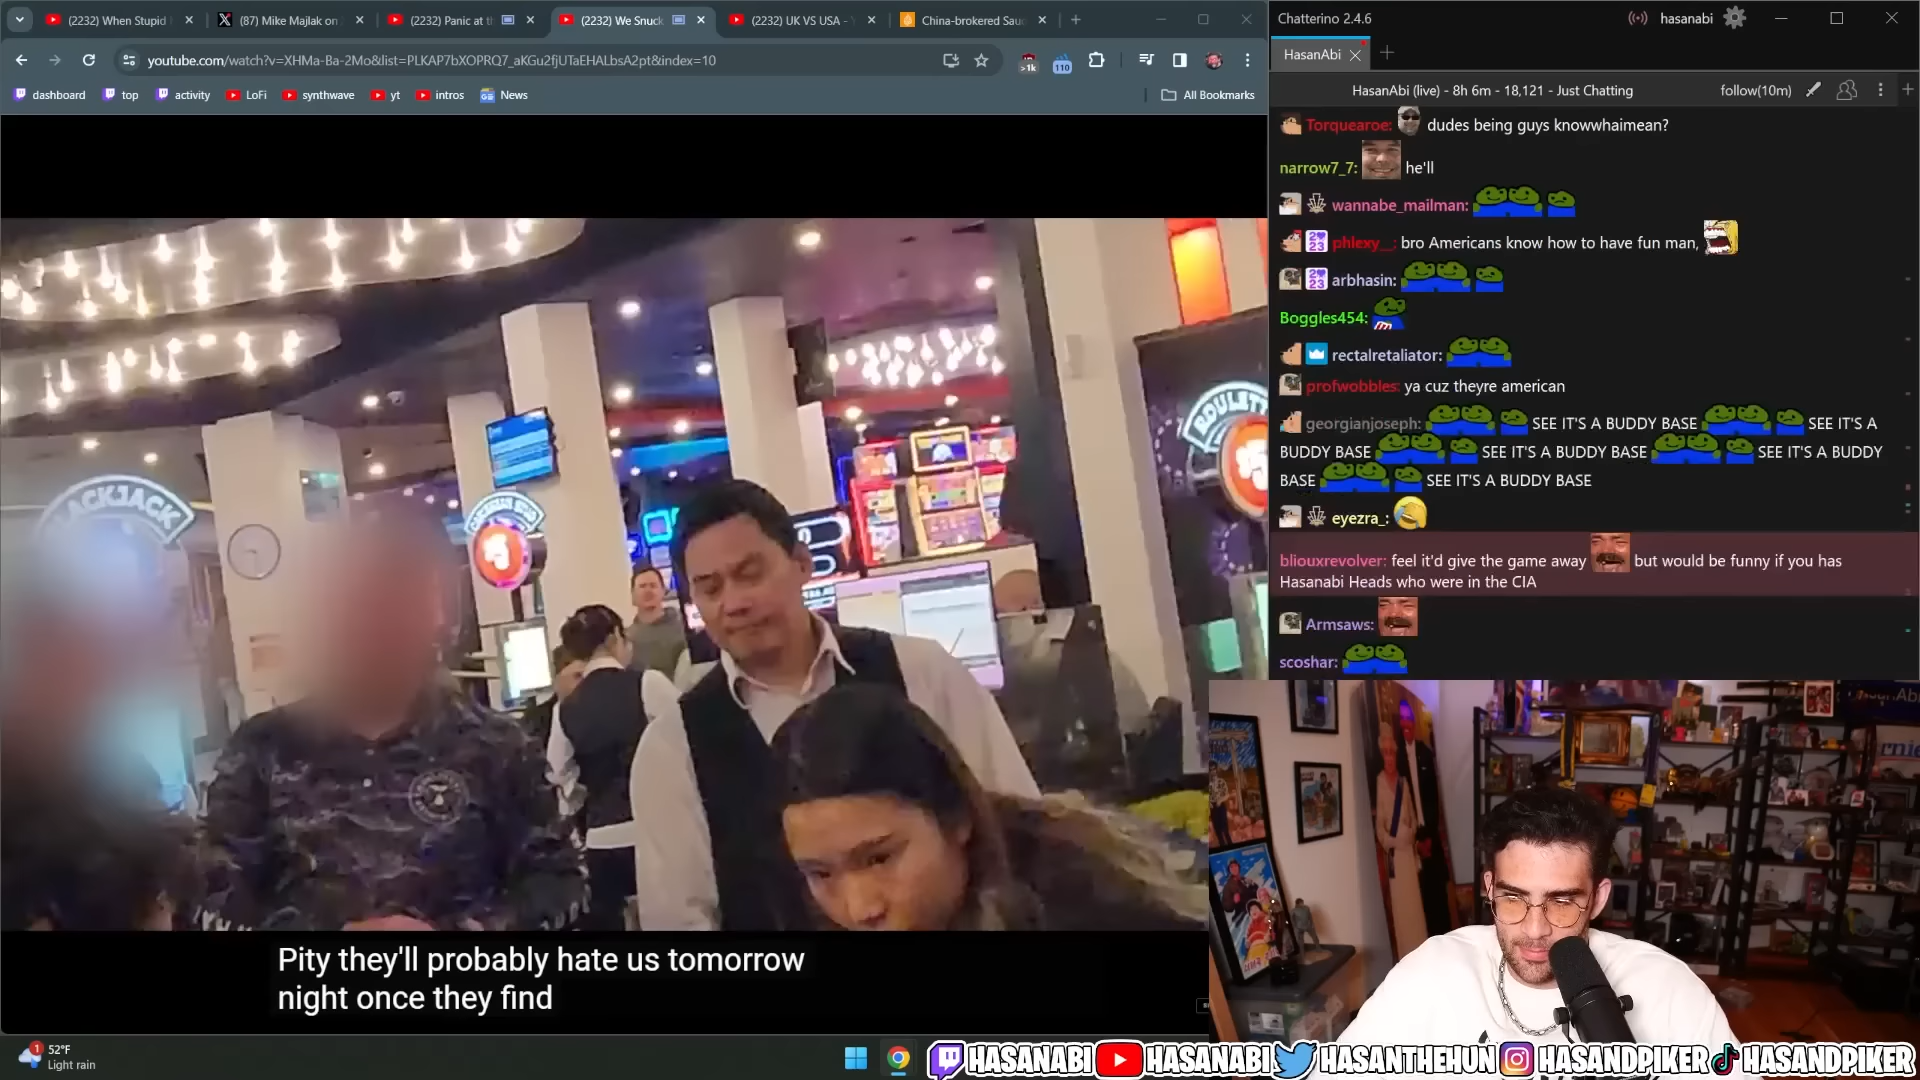 (2232) When Stupid
(87) Mike Majlak on
(2232) Panic at t
(2232) We Snuck
(2232) UK VS USA -
China-brokered Sau
youtube.com/watch?v=XHMa-Ba-2Mo&list=PLKAP7bXOPRQ7_aKGu2fjUTaEHALbsA2pt&index=10
>1k
110
dashboard
top
activity
LoFi
synthwave
yt
intros
News
All Bookmarks
BLACKJACK
ROULETT
Pity they'll probably hate us tomorrow
night once they find
Chatterino 2.4.6
hasanabi
HasanAbi
HasanAbi (live) - 8h 6m - 18,121 - Just Chatting
follow(10m)
Torquearoe: dudes being guys knowwhaimean?
narrow7_7: he'll
wannabe_mailman:
phlexy__: bro Americans know how to have fun man,
arbhasin:
Boggles454:
rectalretaliator:
profwobbles: ya cuz theyre american
georgianjoseph: SEE IT'S A BUDDY BASE SEE IT'S A
BUDDY BASE SEE IT'S A BUDDY BASE SEE IT'S A BUDDY
BASE SEE IT'S A BUDDY BASE
eyezra_:
bliouxrevolver: feel it'd give the game away but would be funny if you has
Hasanabi Heads who were in the CIA
Armsaws:
scoshar:
1
52°F
Light rain
HASANABI HASANABI HASANTHEHUN HASANDPIKER HASANDPIKER